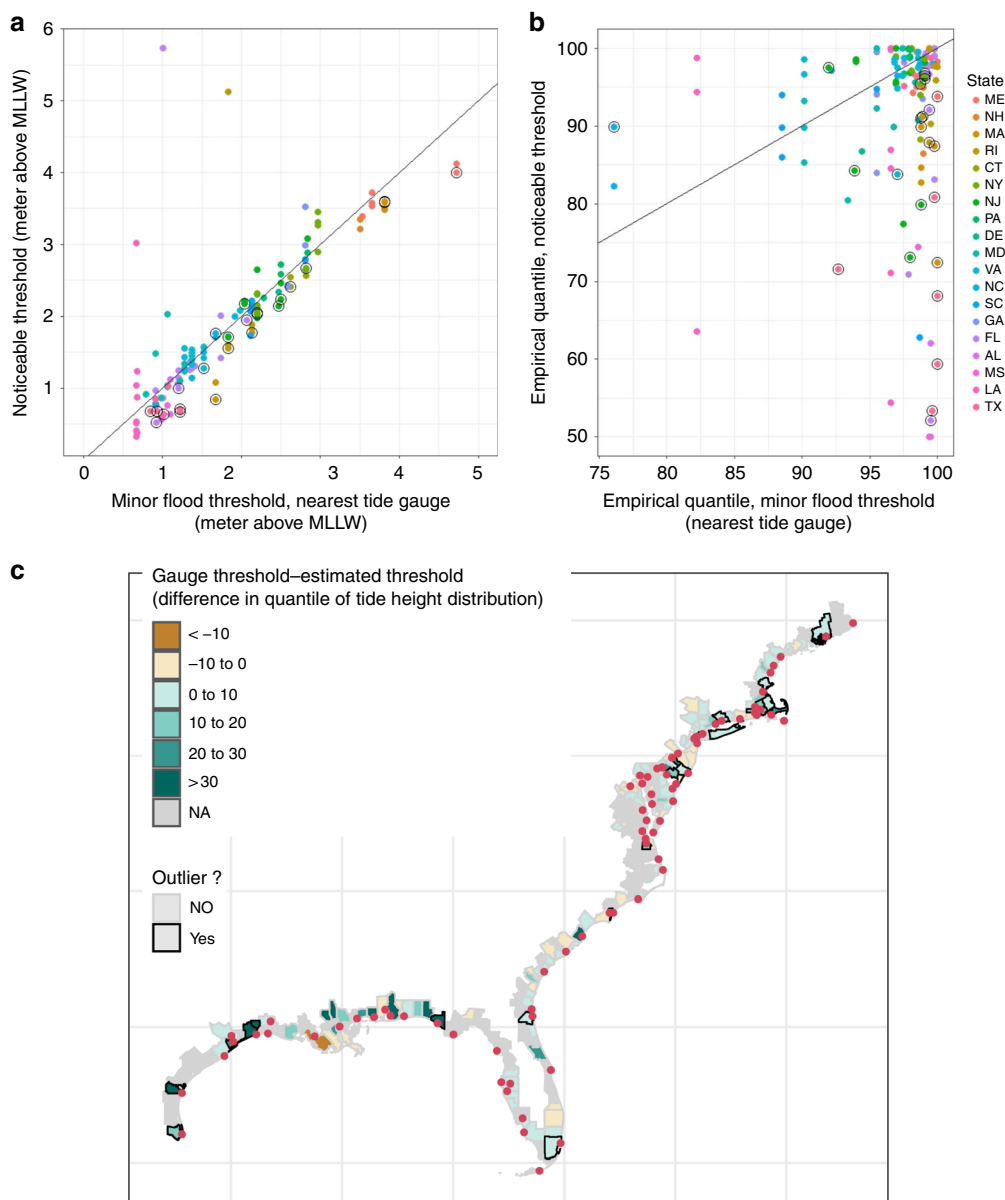 a
6
5
4
3
2
1
0
1
2
3
4
5
Noticeable threshold (meter above MLLW)
Minor flood threshold, nearest tide gauge
(meter above MLLW)
b
100
90
80
70
60
50
75
80
85
90
95
100
Empirical quantile, noticeable threshold
Empirical quantile, minor flood threshold
(nearest tide gauge)
State
ME
NH
MA
RI
CT
NY
NJ
PA
DE
MD
VA
NC
SC
GA
FL
AL
MS
LA
TX
c
Gauge threshold–estimated threshold
(difference in quantile of tide height distribution)
< –10
–10 to 0
0 to 10
10 to 20
20 to 30
>30
NA
Outlier ?
NO
Yes